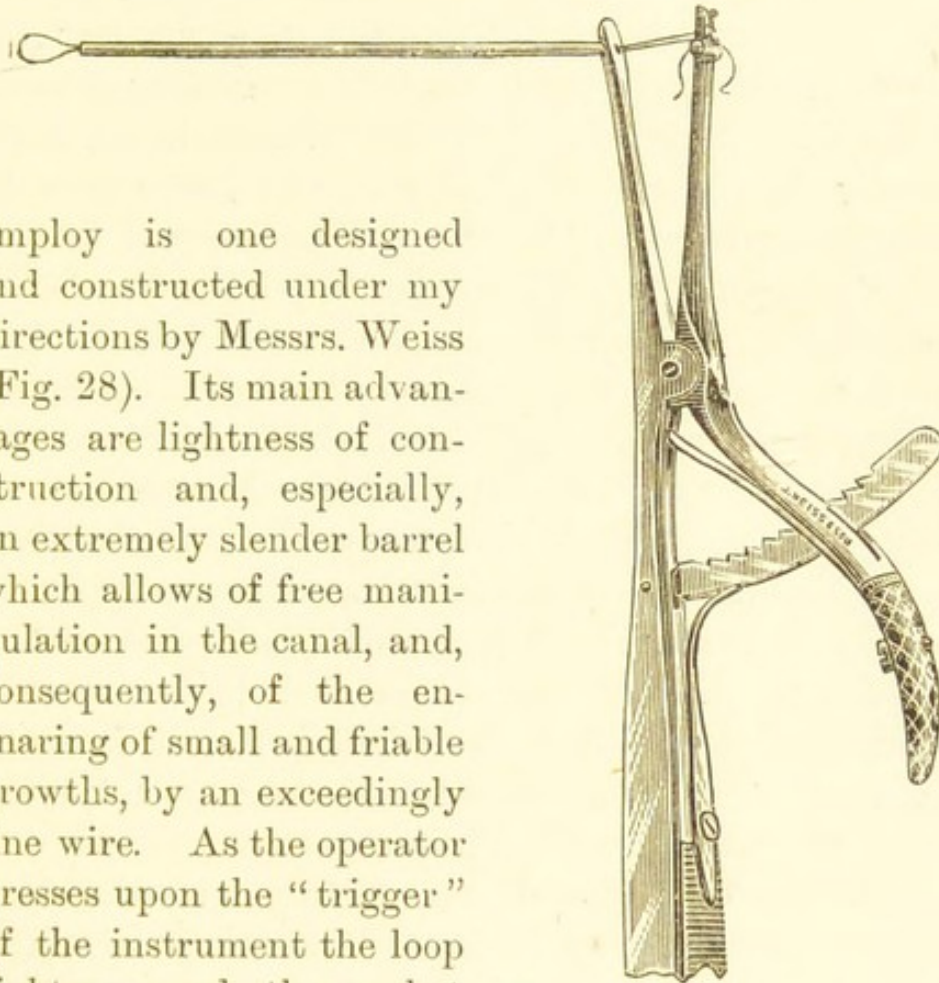 mploy is one designed
nd constructed under my
irections by Messrs. Weiss
Fig. 28). Its main advan-
ages are lightness of con-
truction and, especially,
n extremely slender barrel
which allows of free mani-
ulation in the canal, and,
onsequently, of the en-
naring of small and friable
rowths, by an exceedingly
ne wire. As the operator
resses upon the “trigger”
f the instrument the loop
J. WEISS